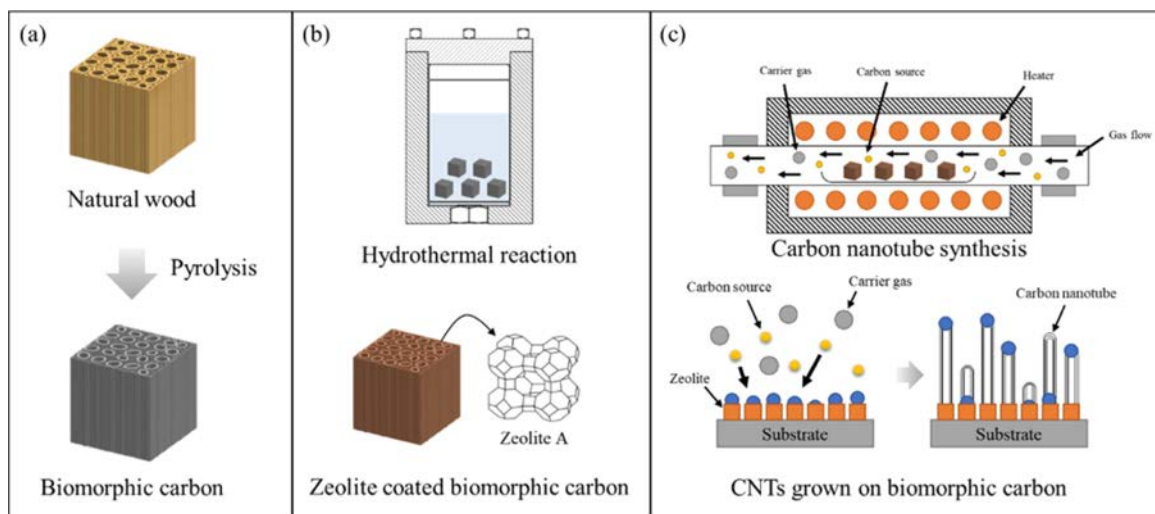 (a)
Natural wood
Pyrolysis
Biomorphic carbon
(b)
Hydrothermal reaction
Zeolite A
Zeolite coated biomorphic carbon
(c)
Carrier gas
Carbon source
Heater
Gas flow
Carbon nanotube synthesis
Carbon source
Carrier gas
Carbon nanotube
Zeolite
Substrate
Substrate
CNTs grown on biomorphic carbon